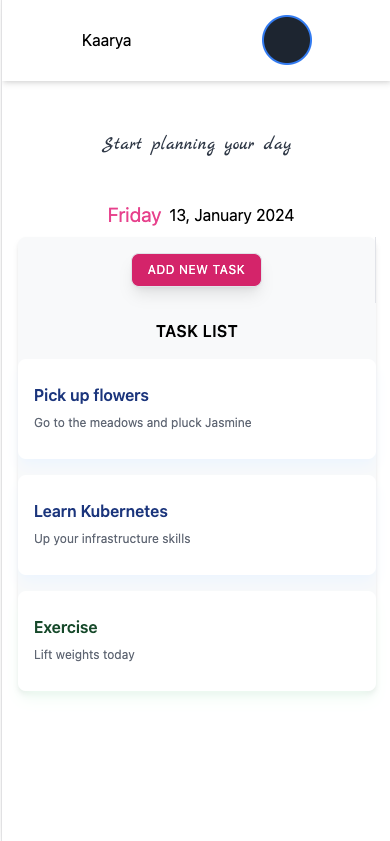 Kaarya
Start planning your day
Friday 13, January 2024
ADD NEW TASK
TASK LIST
Pick up flowers
Go to the meadows and pluck Jasmine
Learn Kubernetes
Up your infrastructure skills
Exercise
Lift weights today